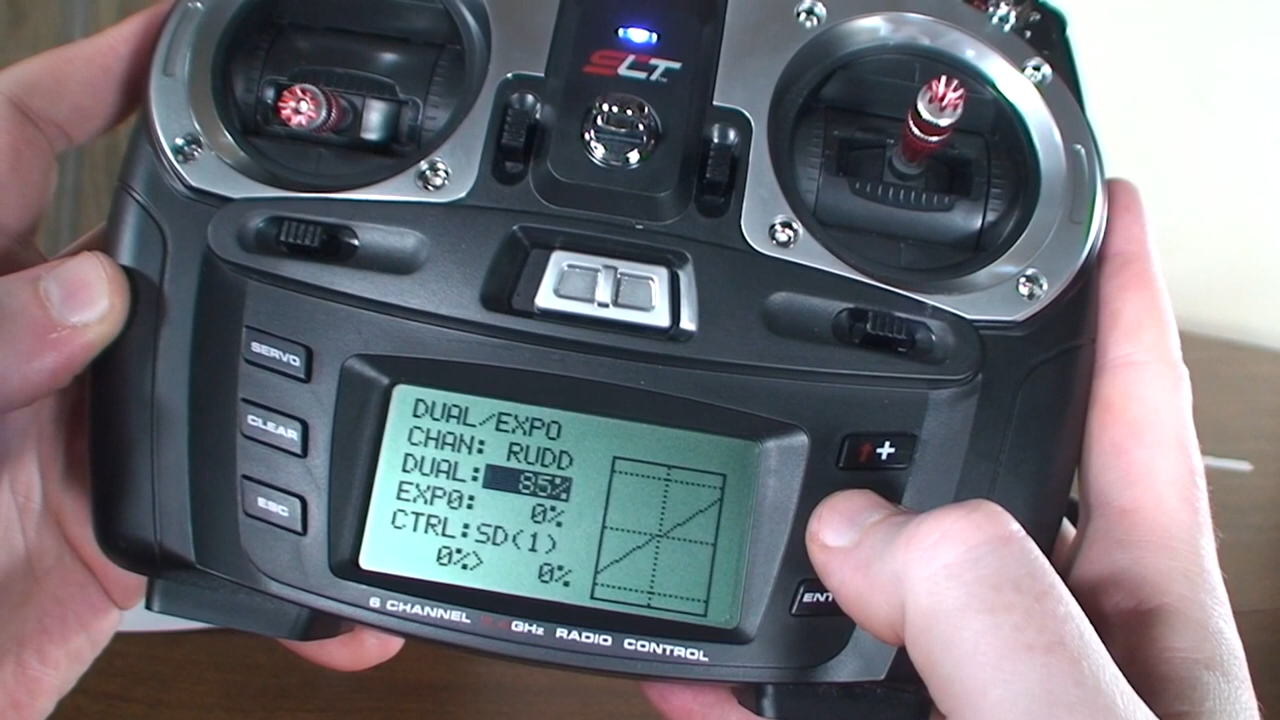 SLT
SERVO
CLEAR
ESC
DUAL/EXPO
CHAN: RUDD
DUAL: 85%
EXPO: 0%
CTRL:SD(1)
0%> 0%
+
ENT
6 CHANNEL 2.4GHz RADIO CONTROL